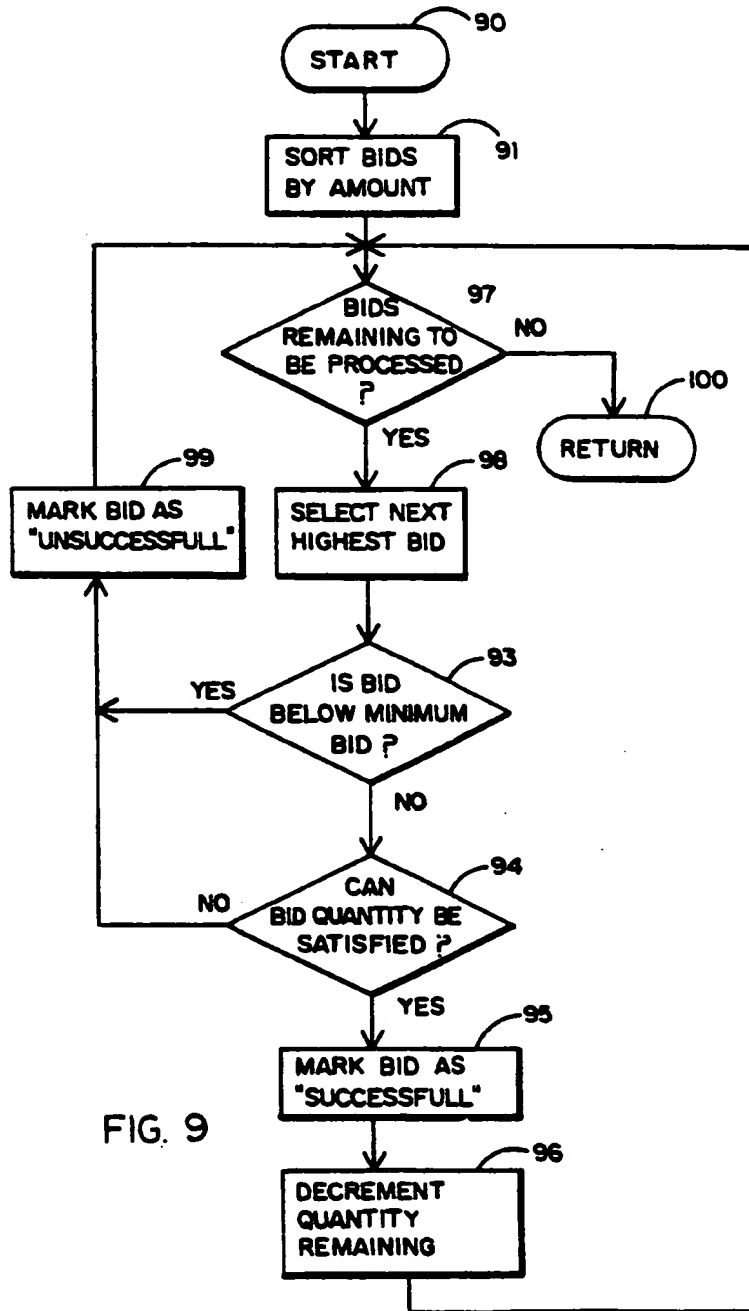 90
START
91
SORT BIDS
BY AMOUNT
97
BIDS
REMAINING TO
BE PROCESSED
?
NO
100
RETURN
YES
99
MARK BID AS
"UNSUCCESSFULL"
98
SELECT NEXT
HIGHEST BID
93
YES
IS BID
BELOW MINIMUM
BID ?
NO
94
NO
CAN
BID QUANTITY BE
SATISFIED ?
YES
95
MARK BID AS
"SUCCESSFULL"
FIG. 9
96
DECREMENT
QUANTITY
REMAINING